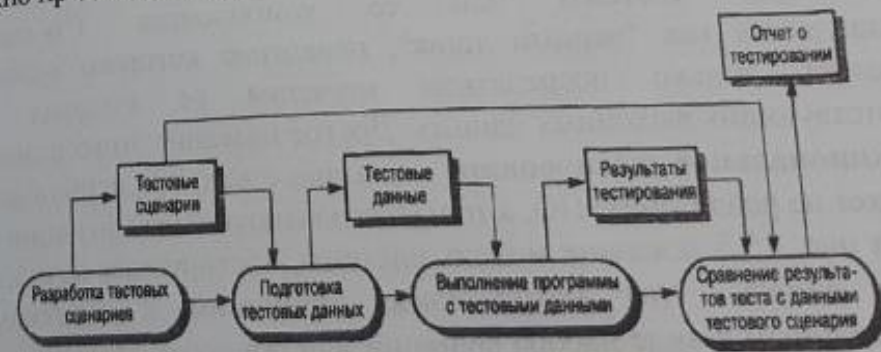 Отчет о
тестировании
Тестовые
сценарии
Тестовые
данные
Результаты
тестирования
Разработка тестовых
сценариев
Подготовка
тестовых данных
Выполнение программы
с тестовыми данными
Сравнение результа-
тов теста с данными
тестового сценария